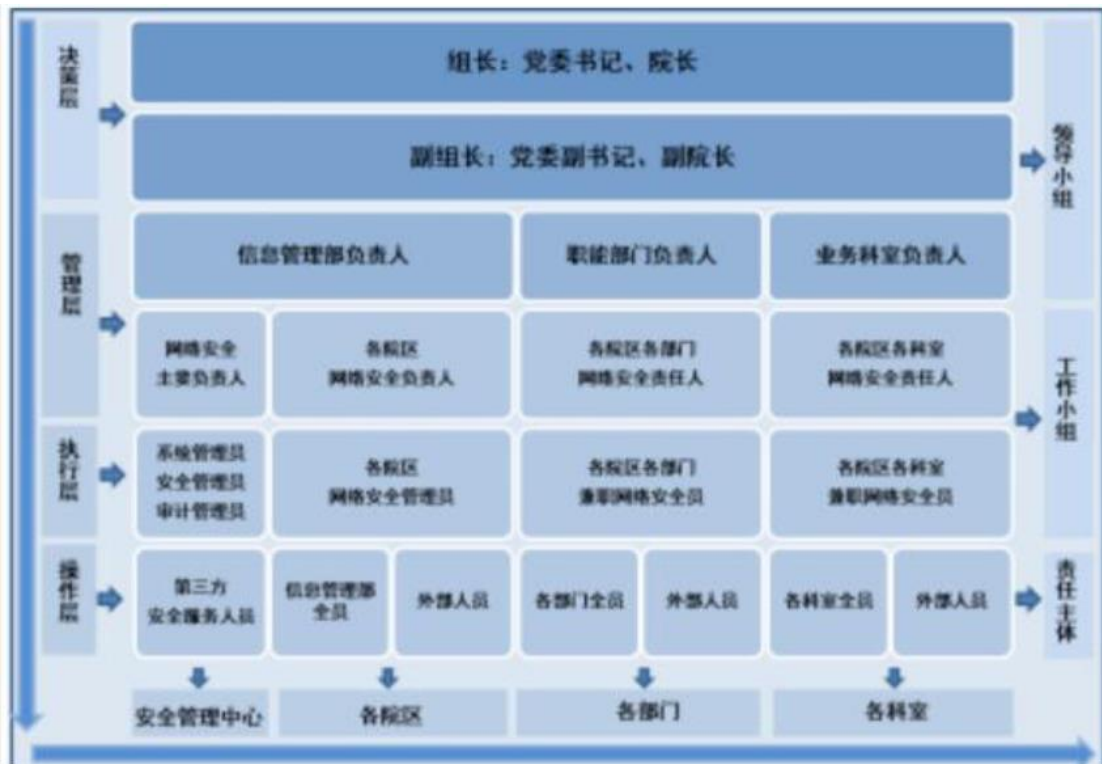 决策层
组长：党委书记、院长
副组长：党委副书记、副院长
领导小组
管理层
信息管理部负责人
职能部门负责人
业务科室负责人
网络安全
主要负责人
各院区
网络安全负责人
各院区各部门
网络安全责任人
各院区各科室
网络安全责任人
工作小组
执行层
系统管理员
安全管理员
审计管理员
各院区
网络安全管理员
各院区各部门
兼职网络安全员
各院区各科室
兼职网络安全员
操作层
第三方
安全服务人员
信息管理部
全员
外部人员
各部门全员
外部人员
各科室全员
外部人员
责任主体
安全管理中心
各院区
各部门
各科室